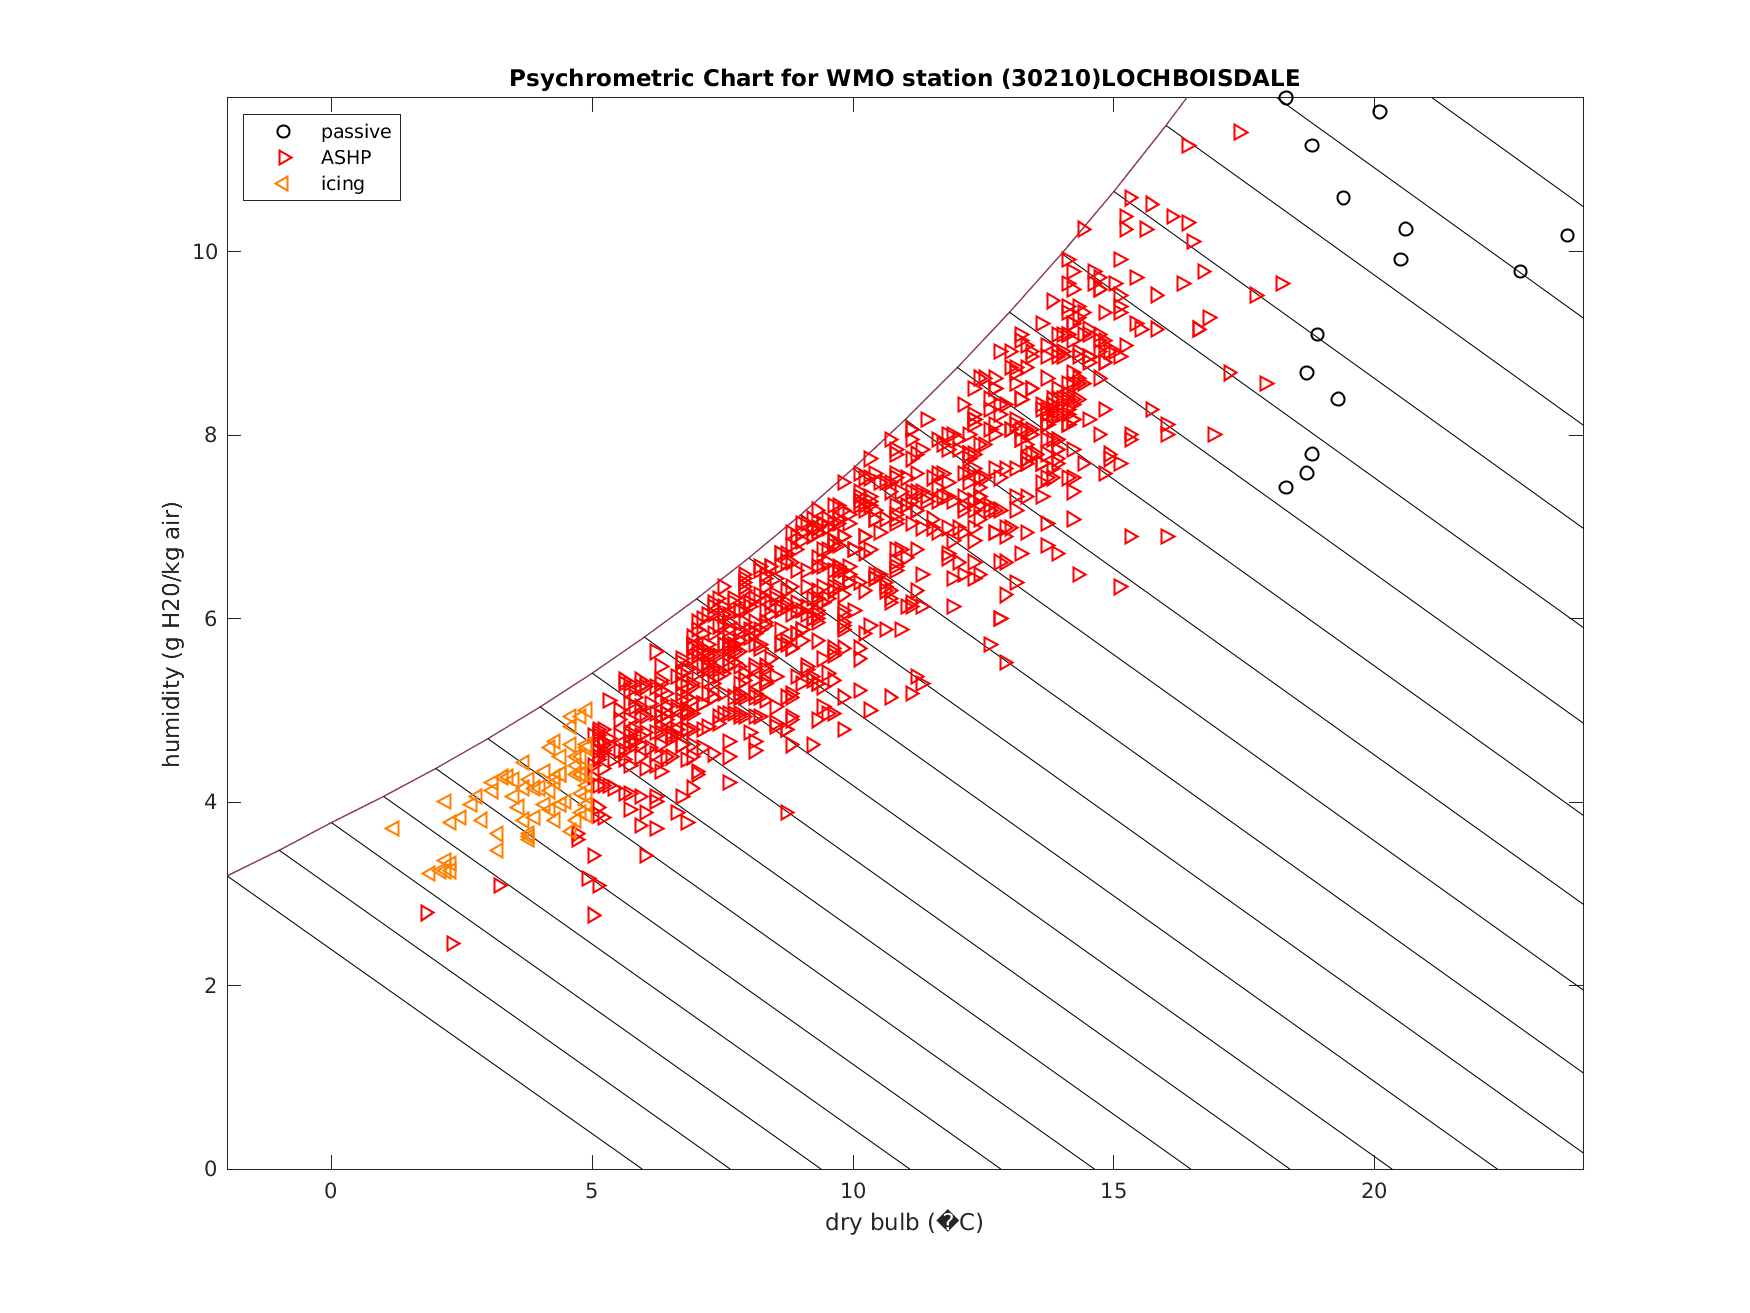 Psychrometric Chart for WMO station (30210)LOCHBOISDALE
passive
ASHP
icing
humidity (g H20/kg air)
10
8
6
4
2
0
0 5 10 15 20
dry bulb (�C)